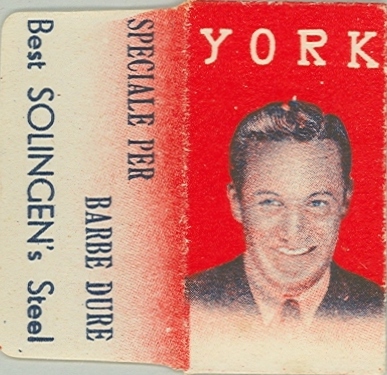 YORK
SPECIALE PER
BARBE DURE
Best SOLINGEN's Steel